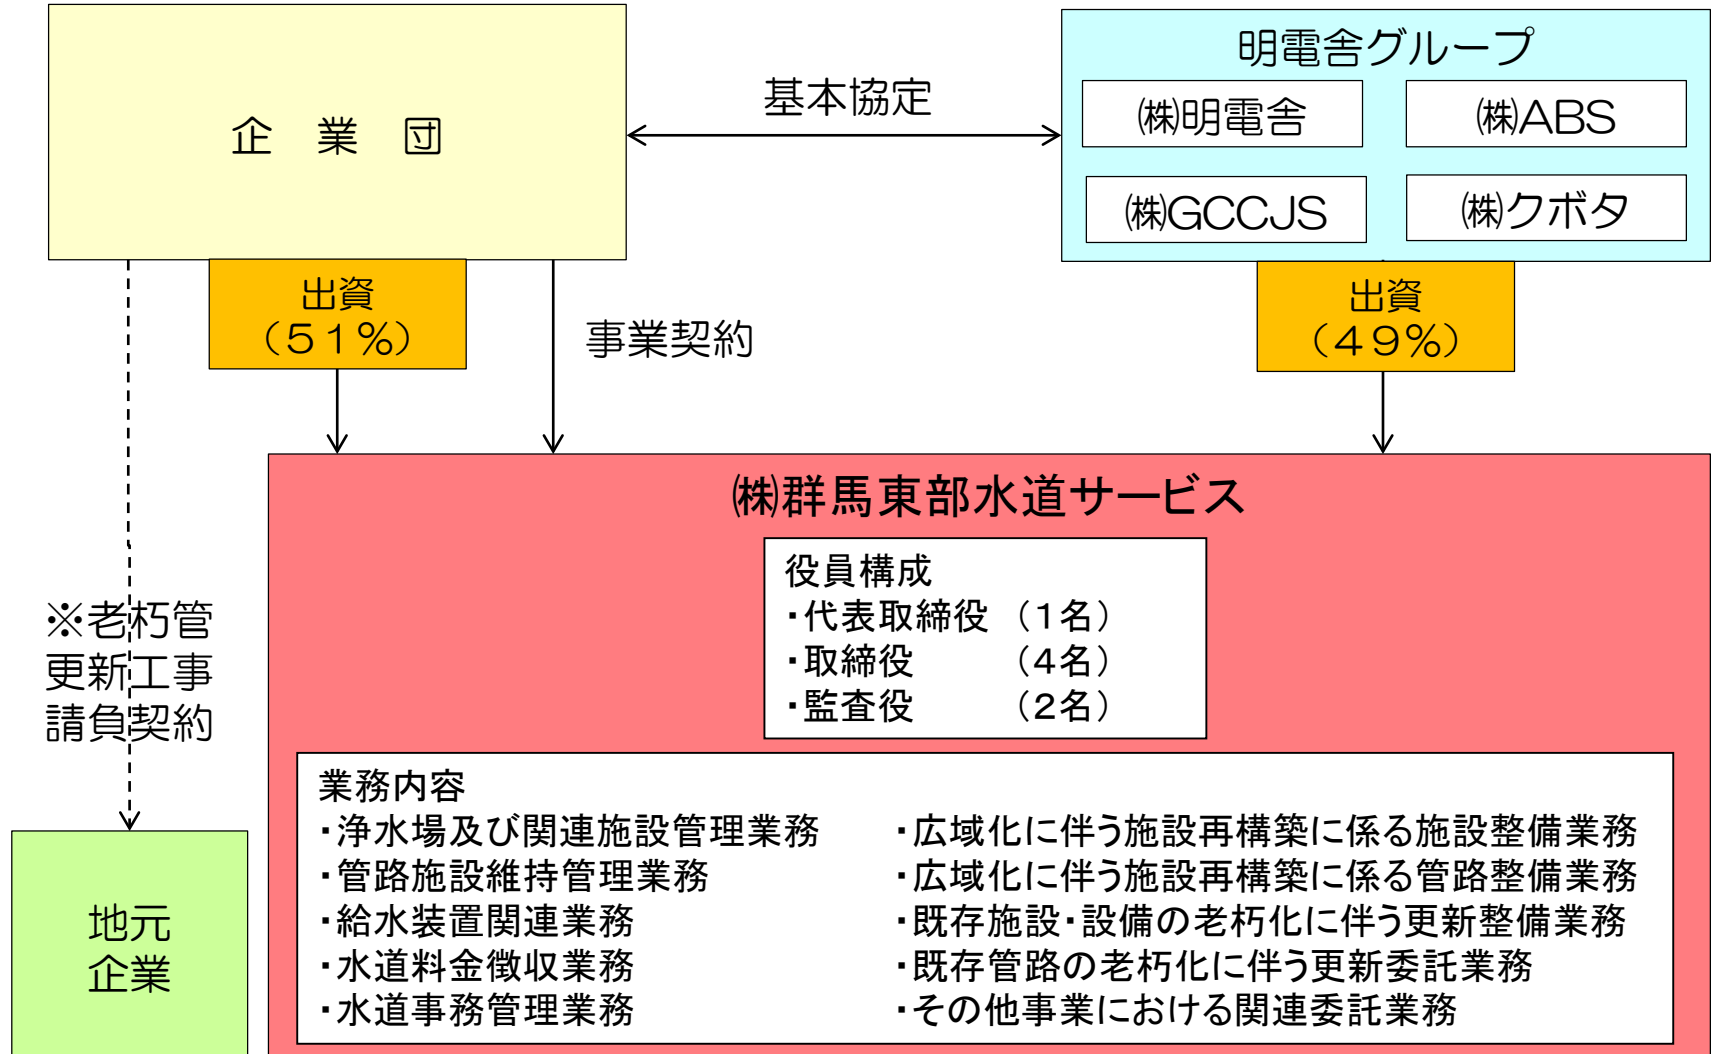 企 業 団
基本協定
明電舎グループ
㈱明電舎
㈱ABS
㈱GCCJS
㈱クボタ
出資
(51%)
事業契約
出資
(49%)
㈱群馬東部水道サービス
役員構成
・代表取締役 (1名)
・取締役 (4名)
・監査役 (2名)
※老朽管
更新工事
請負契約
地元
企業
業務内容
・浄水場及び関連施設管理業務
・管路施設維持管理業務
・給水装置関連業務
・水道料金徴収業務
・水道事務管理業務
・広域化に伴う施設再構築に係る施設整備業務
・広域化に伴う施設再構築に係る管路整備業務
・既存施設・設備の老朽化に伴う更新整備業務
・既存管路の老朽化に伴う更新委託業務
・その他事業における関連委託業務